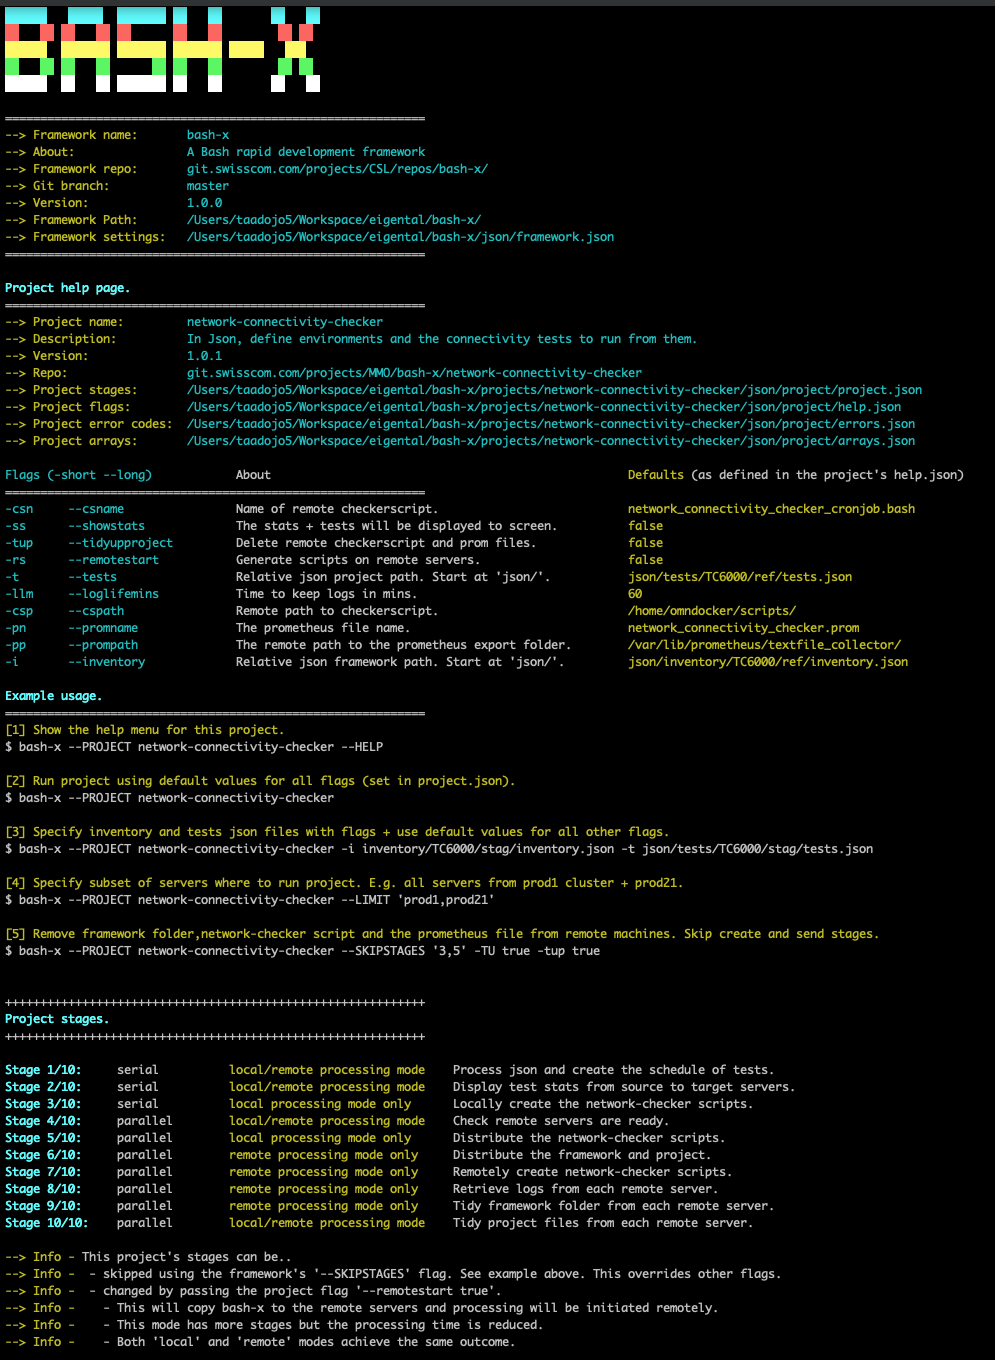 BASH-X
============================================================
--> Framework name:       bash-x
--> About:                A Bash rapid development framework
--> Framework repo:       git.swisscom.com/projects/CSL/repos/bash-x/
--> Git branch:           master
--> Version:              1.0.0
--> Framework Path:       /Users/taadojo5/Workspace/eigental/bash-x/
--> Framework settings:   /Users/taadojo5/Workspace/eigental/bash-x/json/framework.json
============================================================
Project help page.
============================================================
--> Project name:         network-connectivity-checker
--> Description:          In Json, define environments and the connectivity tests to run from them.
--> Version:              1.0.1
--> Repo:                 git.swisscom.com/projects/MMO/bash-x/network-connectivity-checker
--> Project stages:       /Users/taadojo5/Workspace/eigental/bash-x/projects/network-connectivity-checker/json/project/project.json
--> Project flags:        /Users/taadojo5/Workspace/eigental/bash-x/projects/network-connectivity-checker/json/project/help.json
--> Project error codes:  /Users/taadojo5/Workspace/eigental/bash-x/projects/network-connectivity-checker/json/project/errors.json
--> Project arrays:       /Users/taadojo5/Workspace/eigental/bash-x/projects/network-connectivity-checker/json/project/arrays.json
Flags (-short --long)            About                                                   Defaults (as defined in the project's help.json)
============================================================
-csn     --csname                Name of remote checkerscript.                           network_connectivity_checker_cronjob.bash
-ss      --showstats             The stats + tests will be displayed to screen.          false
-tup     --tidyupproject         Delete remote checkerscript and prom files.             false
-rs      --remotestart           Generate scripts on remote servers.                     false
-t       --tests                 Relative json project path. Start at 'json/'.           json/tests/TC6000/ref/tests.json
-llm     --loglifemins           Time to keep logs in mins.                              60
-csp     --cspath                Remote path to checkerscript.                           /home/omndocker/scripts/
-pn      --promname              The prometheus file name.                               network_connectivity_checker.prom
-pp      --prompath              The remote path to the prometheus export folder.        /var/lib/prometheus/textfile_collector/
-i       --inventory             Relative json framework path. Start at 'json/'.         json/inventory/TC6000/ref/inventory.json
Example usage.
============================================================
[1] Show the help menu for this project.
$ bash-x --PROJECT network-connectivity-checker --HELP
[2] Run project using default values for all flags (set in project.json).
$ bash-x --PROJECT network-connectivity-checker
[3] Specify inventory and tests json files with flags + use default values for all other flags.
$ bash-x --PROJECT network-connectivity-checker -i inventory/TC6000/stag/inventory.json -t json/tests/TC6000/stag/tests.json
[4] Specify subset of servers where to run project. E.g. all servers from prod1 cluster + prod21.
$ bash-x --PROJECT network-connectivity-checker --LIMIT 'prod1,prod21'
[5] Remove framework folder,network-checker script and the prometheus file from remote machines. Skip create and send stages.
$ bash-x --PROJECT network-connectivity-checker --SKIPSTAGES '3,5' -TU true -tup true
++++++++++++++++++++++++++++++++++++++++++++++++++++++++++++
Project stages.
++++++++++++++++++++++++++++++++++++++++++++++++++++++++++++
Stage 1/10:     serial          local/remote processing mode    Process json and create the schedule of tests.
Stage 2/10:     serial          local/remote processing mode    Display test stats from source to target servers.
Stage 3/10:     serial          local processing mode only      Locally create the network-checker scripts.
Stage 4/10:     parallel        local/remote processing mode    Check remote servers are ready.
Stage 5/10:     parallel        local processing mode only      Distribute the network-checker scripts.
Stage 6/10:     parallel        remote processing mode only     Distribute the framework and project.
Stage 7/10:     parallel        remote processing mode only     Remotely create network-checker scripts.
Stage 8/10:     parallel        remote processing mode only     Retrieve logs from each remote server.
Stage 9/10:     parallel        remote processing mode only     Tidy framework folder from each remote server.
Stage 10/10:    parallel        local/remote processing mode    Tidy project files from each remote server.
--> Info - This project's stages can be..
--> Info -  - skipped using the framework's '--SKIPSTAGES' flag. See example above. This overrides other flags.
--> Info -  - changed by passing the project flag '--remotestart true'.
--> Info -    - This will copy bash-x to the remote servers and processing will be initiated remotely.
--> Info -    - This mode has more stages but the processing time is reduced.
--> Info -    - Both 'local' and 'remote' modes achieve the same outcome.